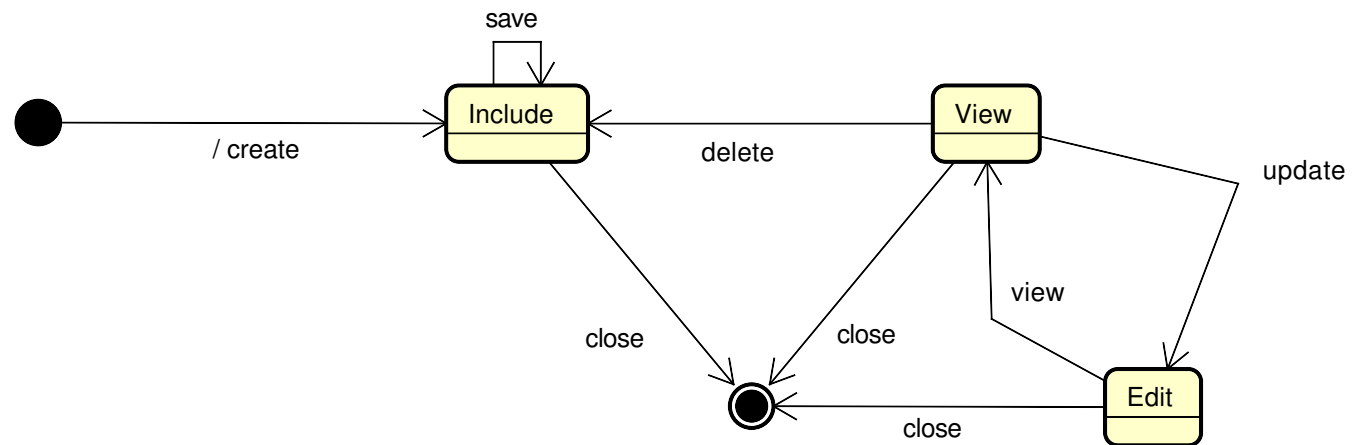 save
Include
View
/ create
delete
update
view
close
close
Edit
close